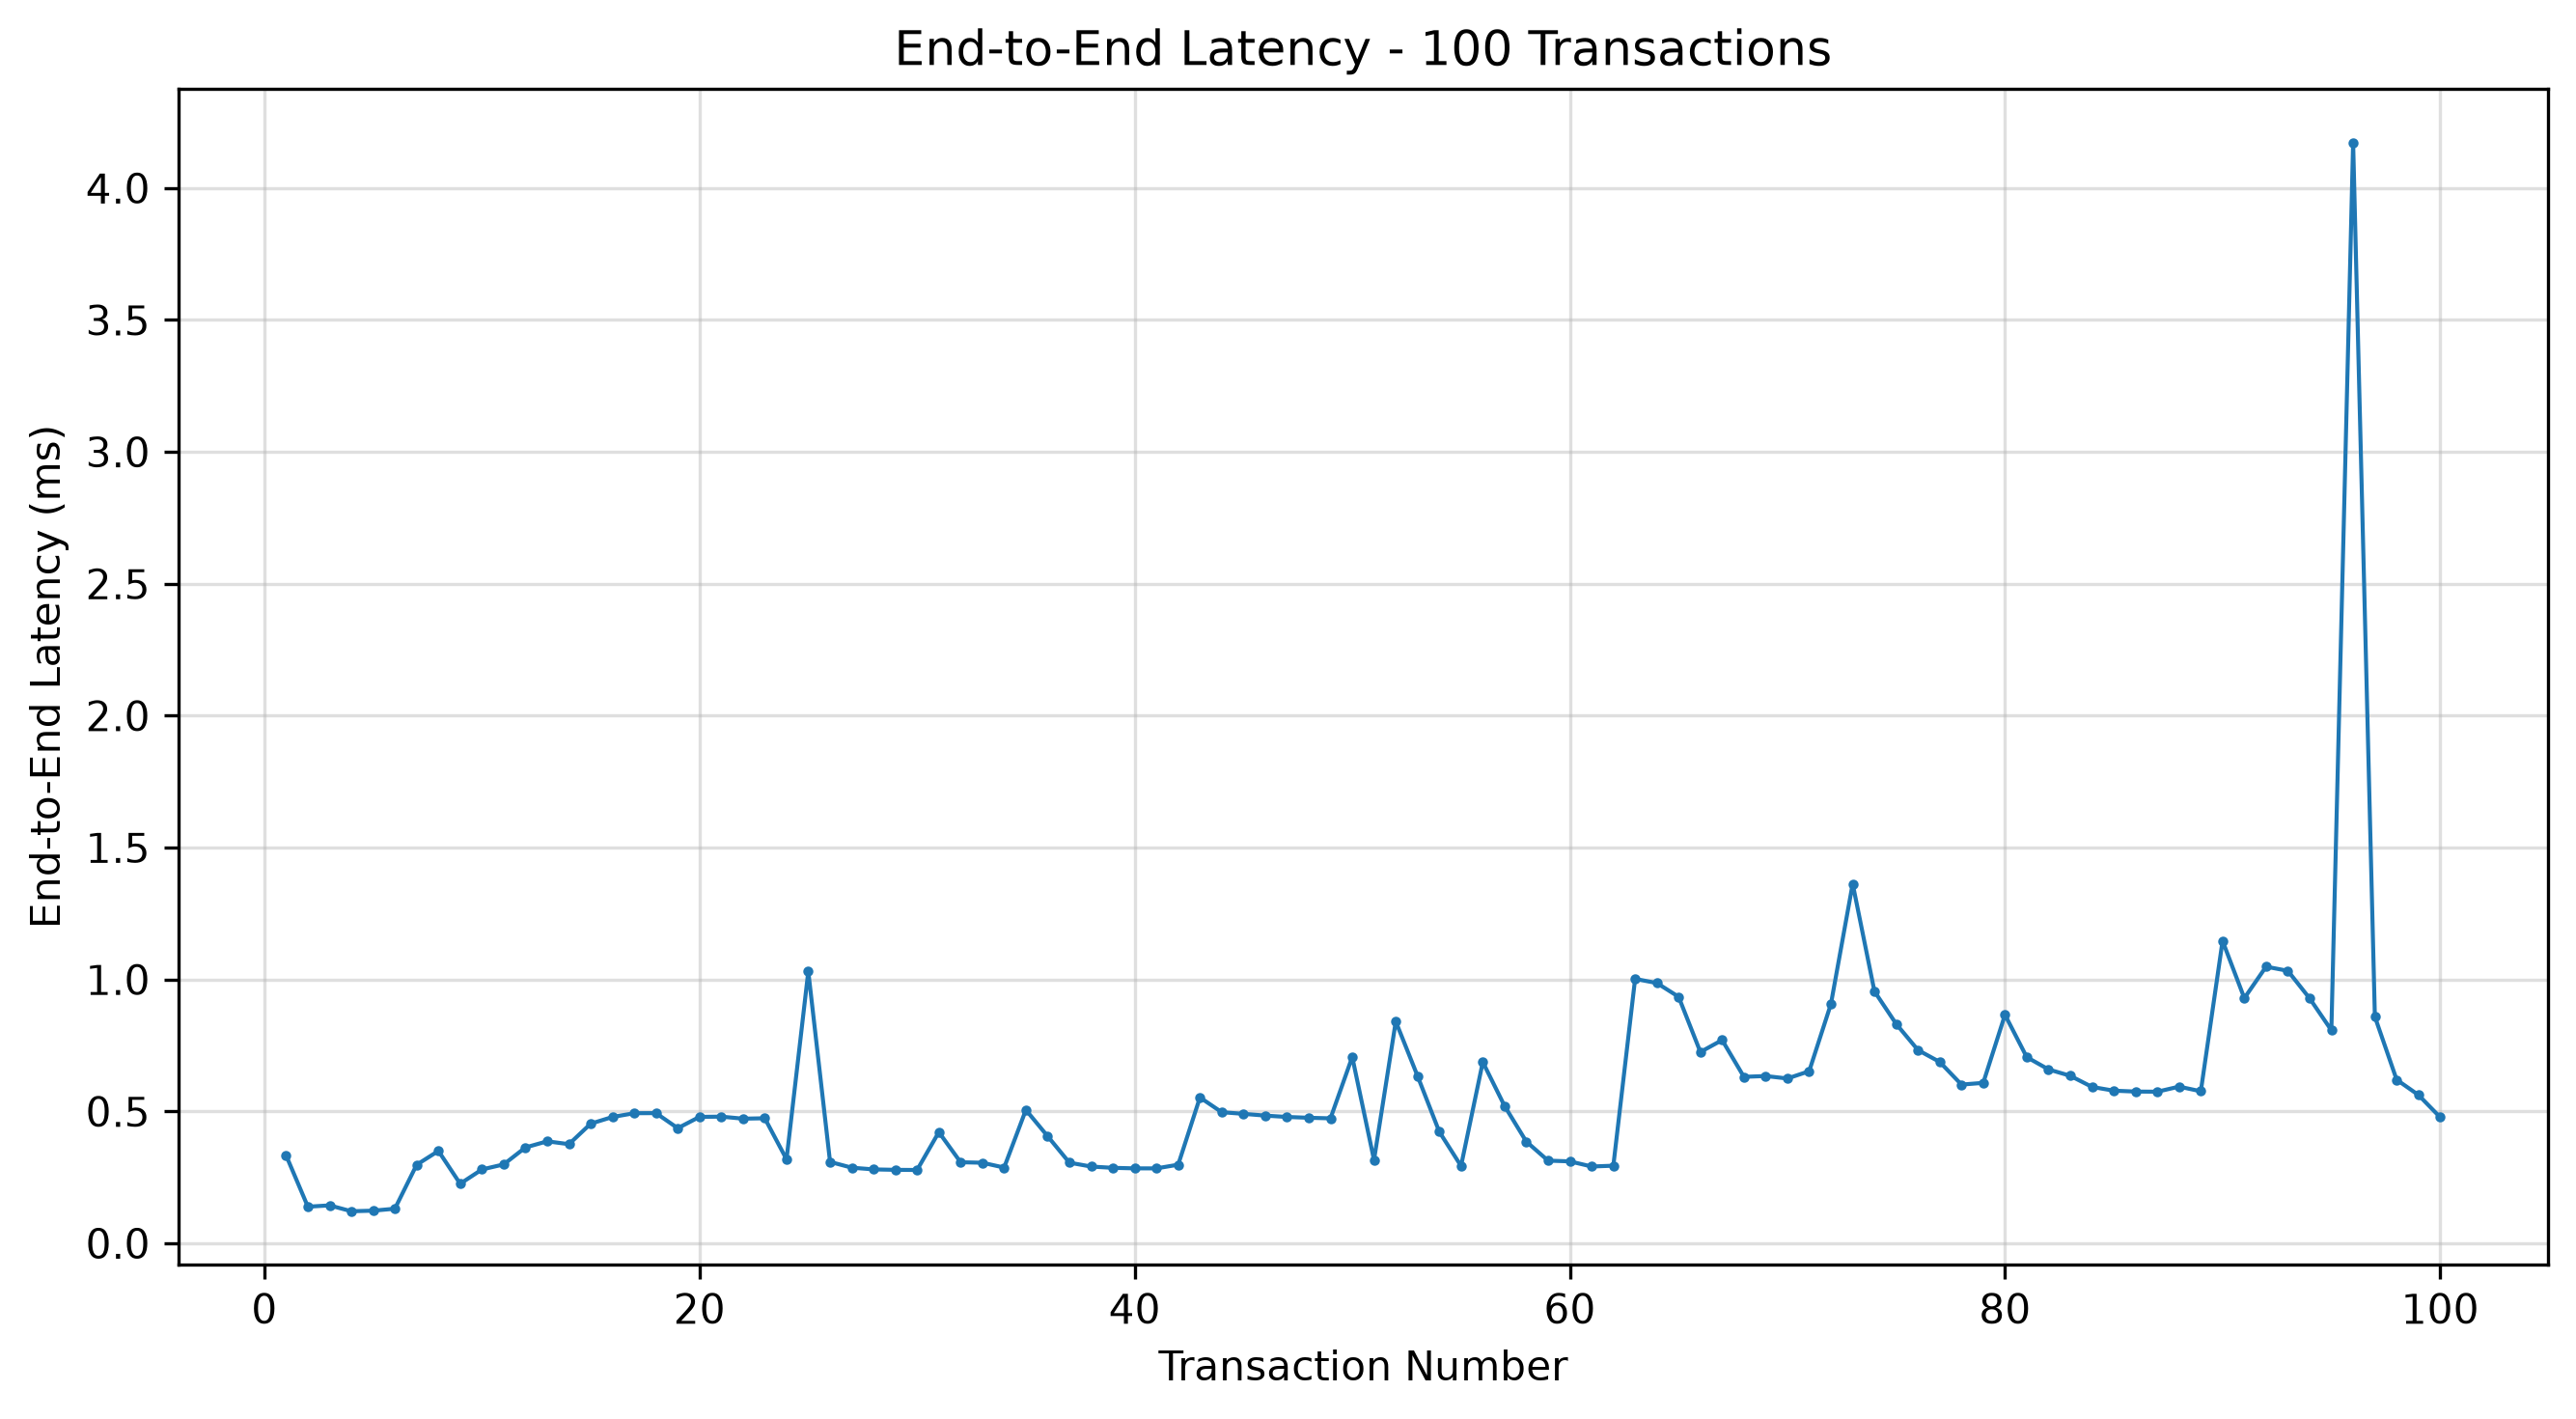 End-to-End Latency - 100 Transactions
End-to-End Latency (ms)
4.0
3.5
3.0
2.5
2.0
1.5
1.0
0.5
0.0
0 20 40 60 80 100
Transaction Number